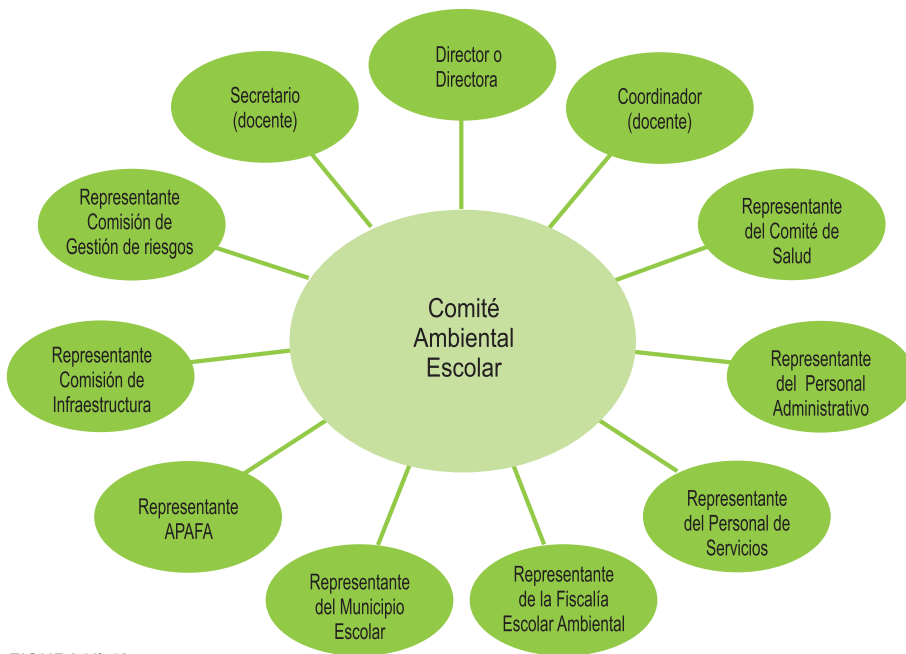 Director o
Directora
Secretario
(docente)
Coordinador
(docente)
Representante
Comisión de
Gestión de riesgos
Representante
del Comité de
Salud
Comité
Ambiental
Escolar
Representante
Comisión de
Infraestructura
Representante
del Personal
Administrativo
Representante
APAFA
Representante
del Personal de
Servicios
Representante
del Municipio
Escolar
Representante
de la Fiscalía
Escolar Ambiental